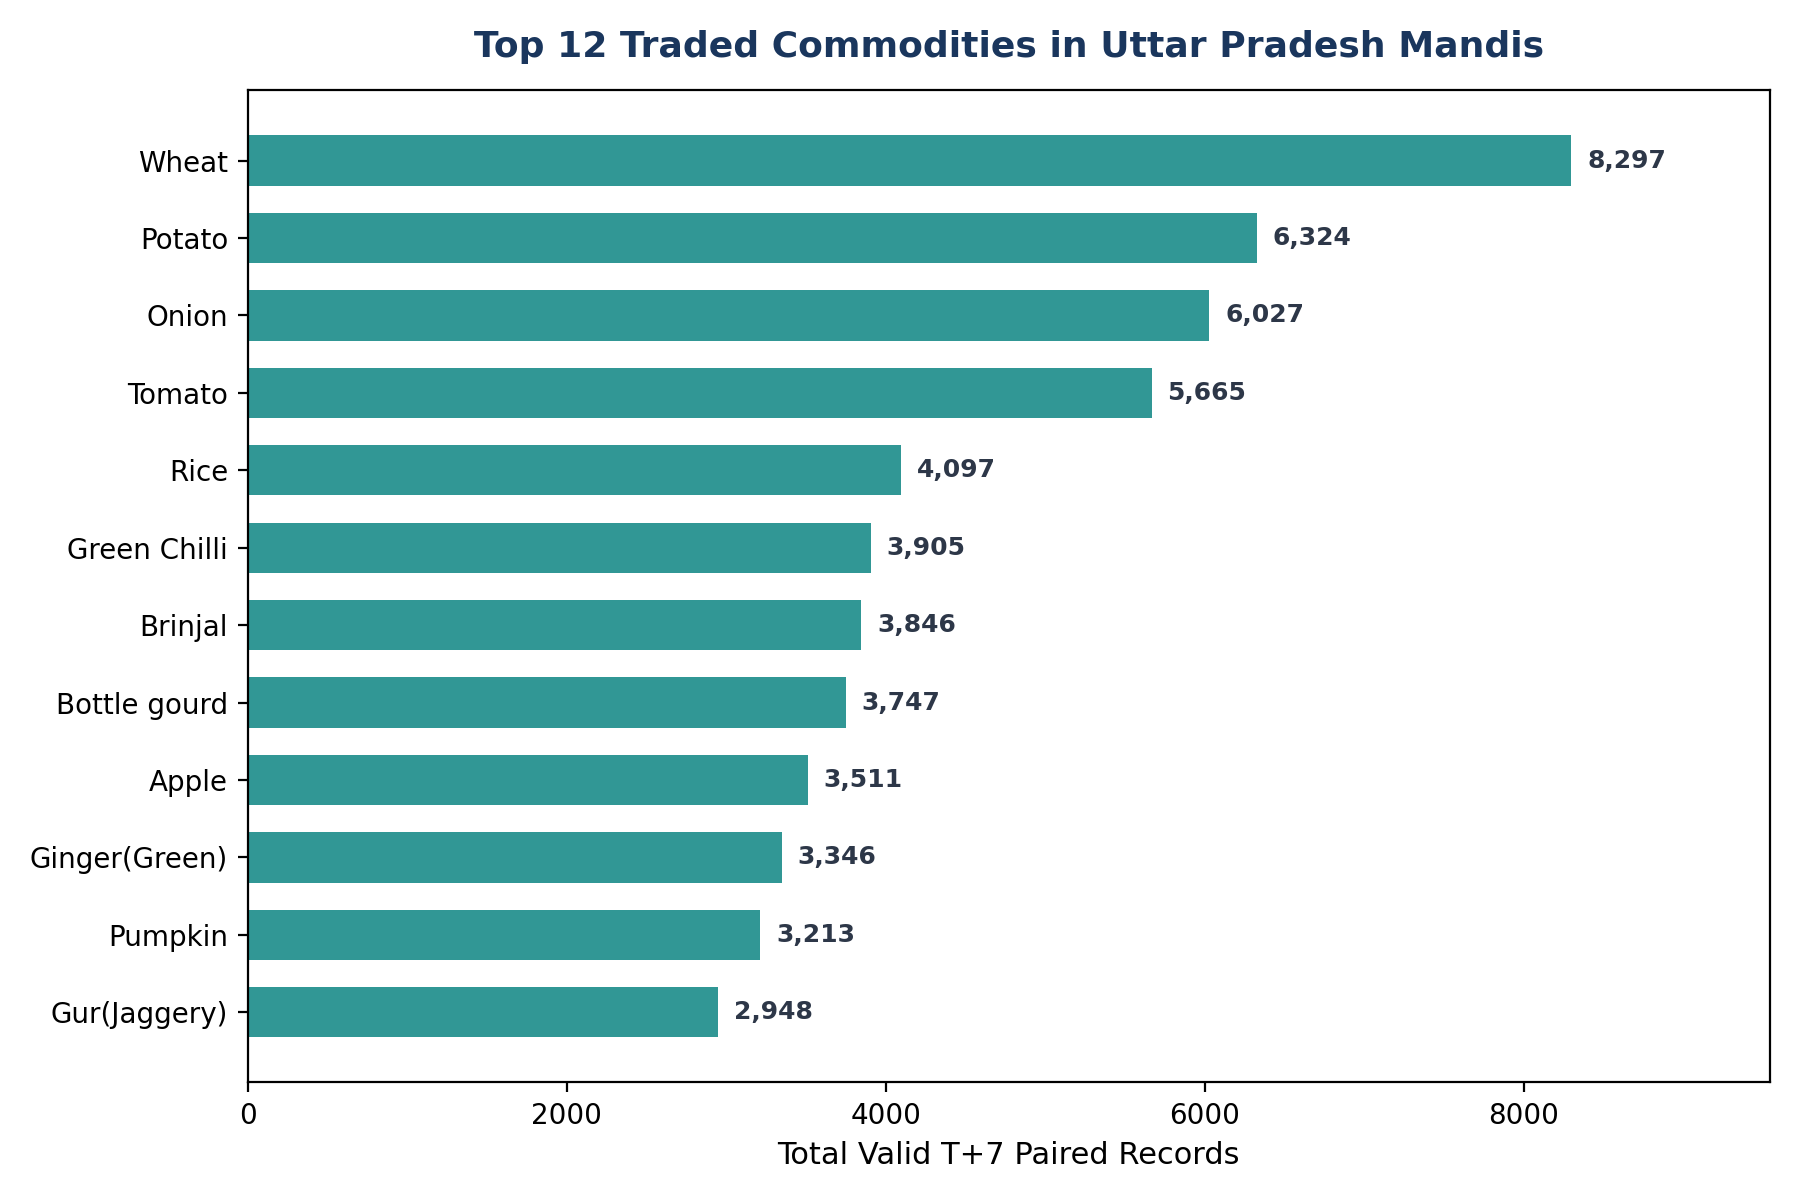 Top 12 Traded Commodities in Uttar Pradesh Mandis
Wheat 8,297
Potato 6,324
Onion 6,027
Tomato 5,665
Rice 4,097
Green Chilli 3,905
Brinjal 3,846
Bottle gourd 3,747
Apple 3,511
Ginger(Green) 3,346
Pumpkin 3,213
Gur(Jaggery) 2,948
0 2000 4000 6000 8000
Total Valid T+7 Paired Records